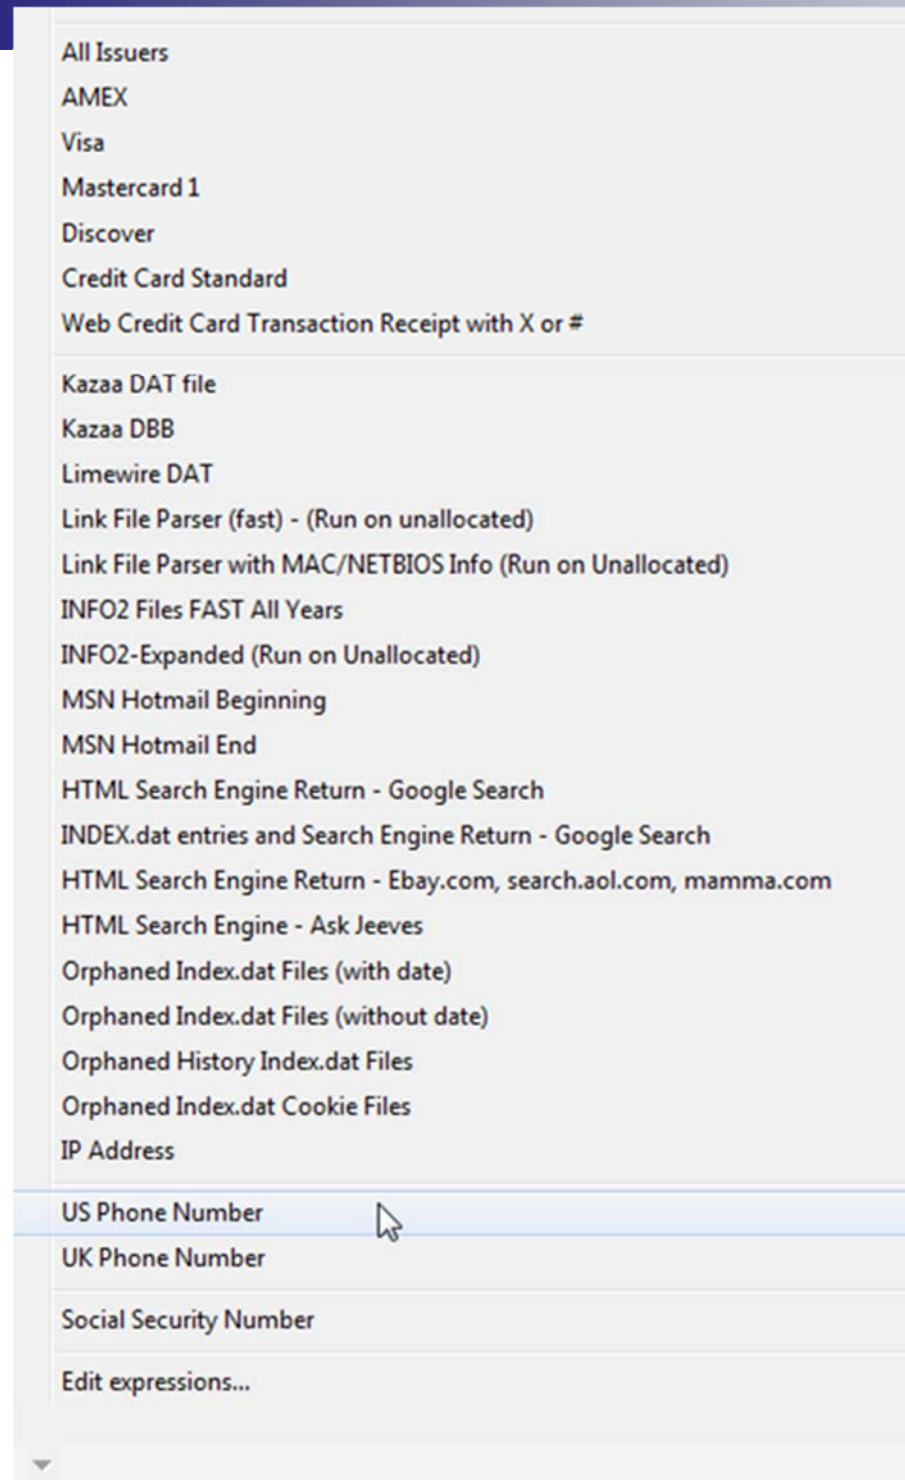 All Issuers
AMEX
Visa
Mastercard 1
Discover
Credit Card Standard
Web Credit Card Transaction Receipt with X or #
Kazaa DAT file
Kazaa DBB
Limewire DAT
Link File Parser (fast) - (Run on unallocated)
Link File Parser with MAC/NETBIOS Info (Run on Unallocated)
INFO2 Files FAST All Years
INFO2-Expanded (Run on Unallocated)
MSN Hotmail Beginning
MSN Hotmail End
HTML Search Engine Return - Google Search
INDEX.dat entries and Search Engine Return - Google Search
HTML Search Engine Return - Ebay.com, search.aol.com, mamma.com
HTML Search Engine - Ask Jeeves
Orphaned Index.dat Files (with date)
Orphaned Index.dat Files (without date)
Orphaned History Index.dat Files
Orphaned Index.dat Cookie Files
IP Address
US Phone Number
UK Phone Number
Social Security Number
Edit expressions...